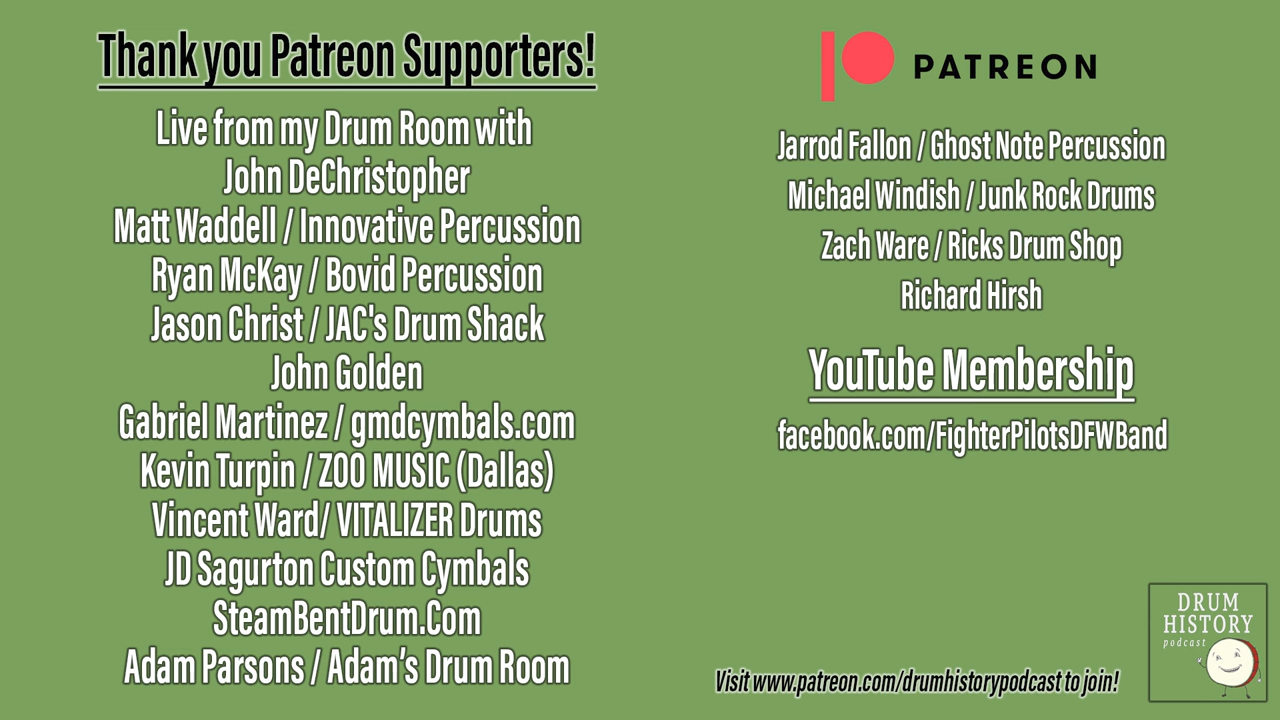 Thank you Patreon Supporters!
Live from my Drum Room with
John DeChristopher
Matt Waddell / Innovative Percussion
Ryan McKay / Bovid Percussion
Jason Christ / JAC's Drum Shack
John Golden
Gabriel Martinez / gmdcymbals.com
Kevin Turpin / ZOO MUSIC (Dallas)
Vincent Ward/ VITALIZER Drums
JD Sagurton Custom Cymbals
SteamBentDrum.Com
Adam Parsons / Adam’s Drum Room
PATREON
Jarrod Fallon / Ghost Note Percussion
Michael Windish / Junk Rock Drums
Zach Ware / Ricks Drum Shop
Richard Hirsh
YouTube Membership
facebook.com/FighterPilotsDFWBand
Visit www.patreon.com/drumhistorypodcast to join!
DRUM
HISTORY
podcast